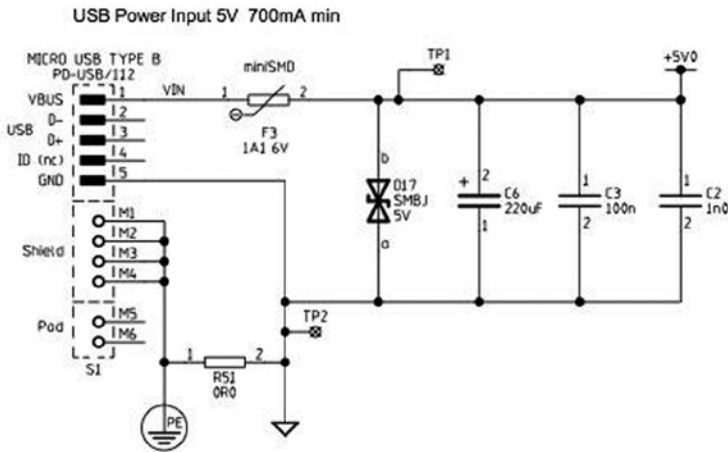 USB Power Input 5V 700mA min
MICRO USB TYPE B
PD-USB/112
miniSMD
TP1
+5V0
VBUS
1
VIN
1
2
USB
D-
2
D+
3
F3
1A1 6V
ID (nc)
4
GND
5
b
D17
SMBJ
5V
a
+
2
C6
220uF
1
1
C3
100n
2
1
C2
1n0
2
Shield
M1
M2
M3
M4
Pad
M5
M6
S1
TP2
1
2
R51
0R0
PE